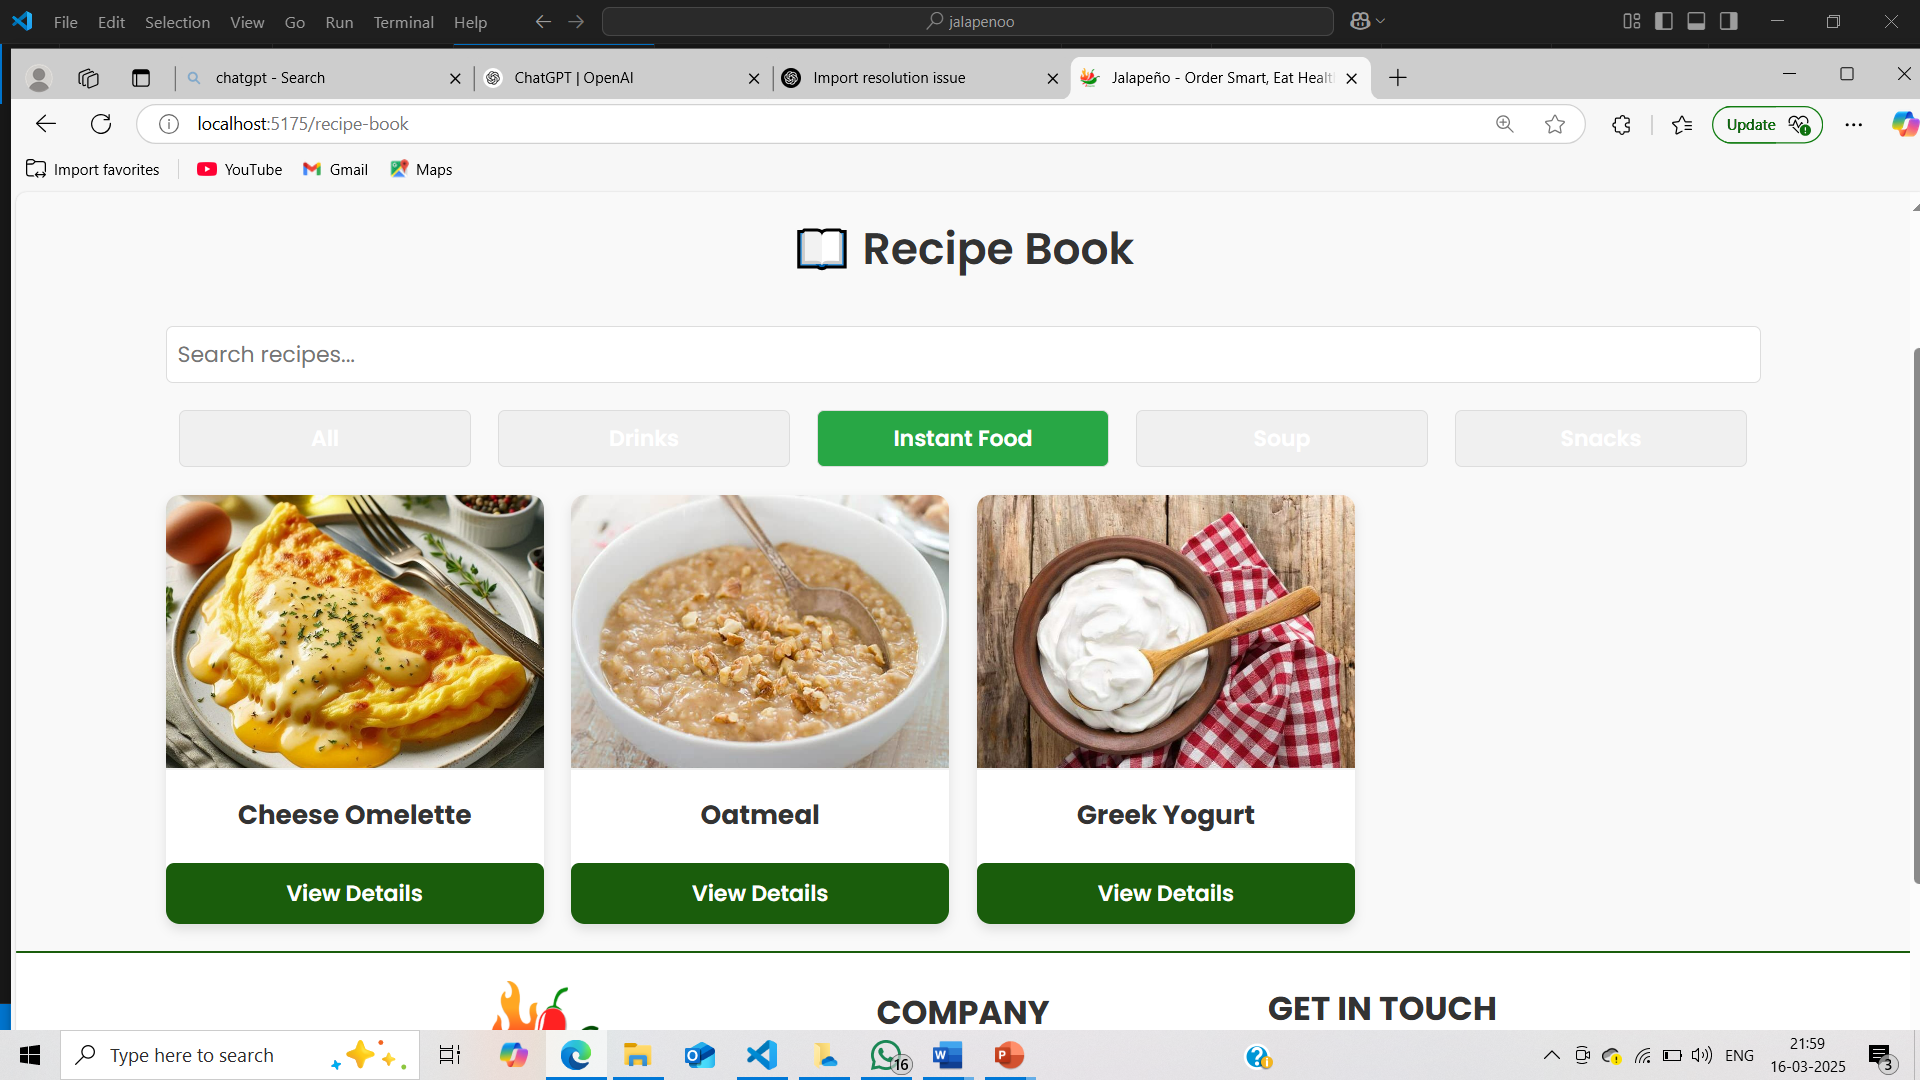 File Edit Selection View Go Run Terminal Help
jalapenoo
chatgpt - Search
ChatGPT | OpenAI
Import resolution issue
Jalapeño - Order Smart, Eat Healt
localhost:5175/recipe-book
Update
Import favorites
YouTube
Gmail
Maps
Recipe Book
Search recipes...
All
Drinks
Instant Food
Soup
Snacks
Cheese Omelette
Oatmeal
Greek Yogurt
View Details
View Details
View Details
COMPANY
GET IN TOUCH
Type here to search
16
ENG
21:59
16-03-2025
3